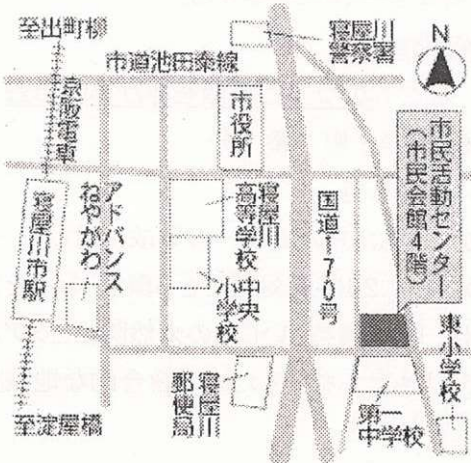 至出町柳
京阪電車
市道池田秦線
寝屋川
警察署
N
市役所
市民活動センター
(市民会館4階)
寝屋川市駅
アドバンス
ねやがわ
寝屋川
高等学校
中央
小学校
国道170号
東小学校
至淀屋橋
寝屋川
郵便局
第一
中学校